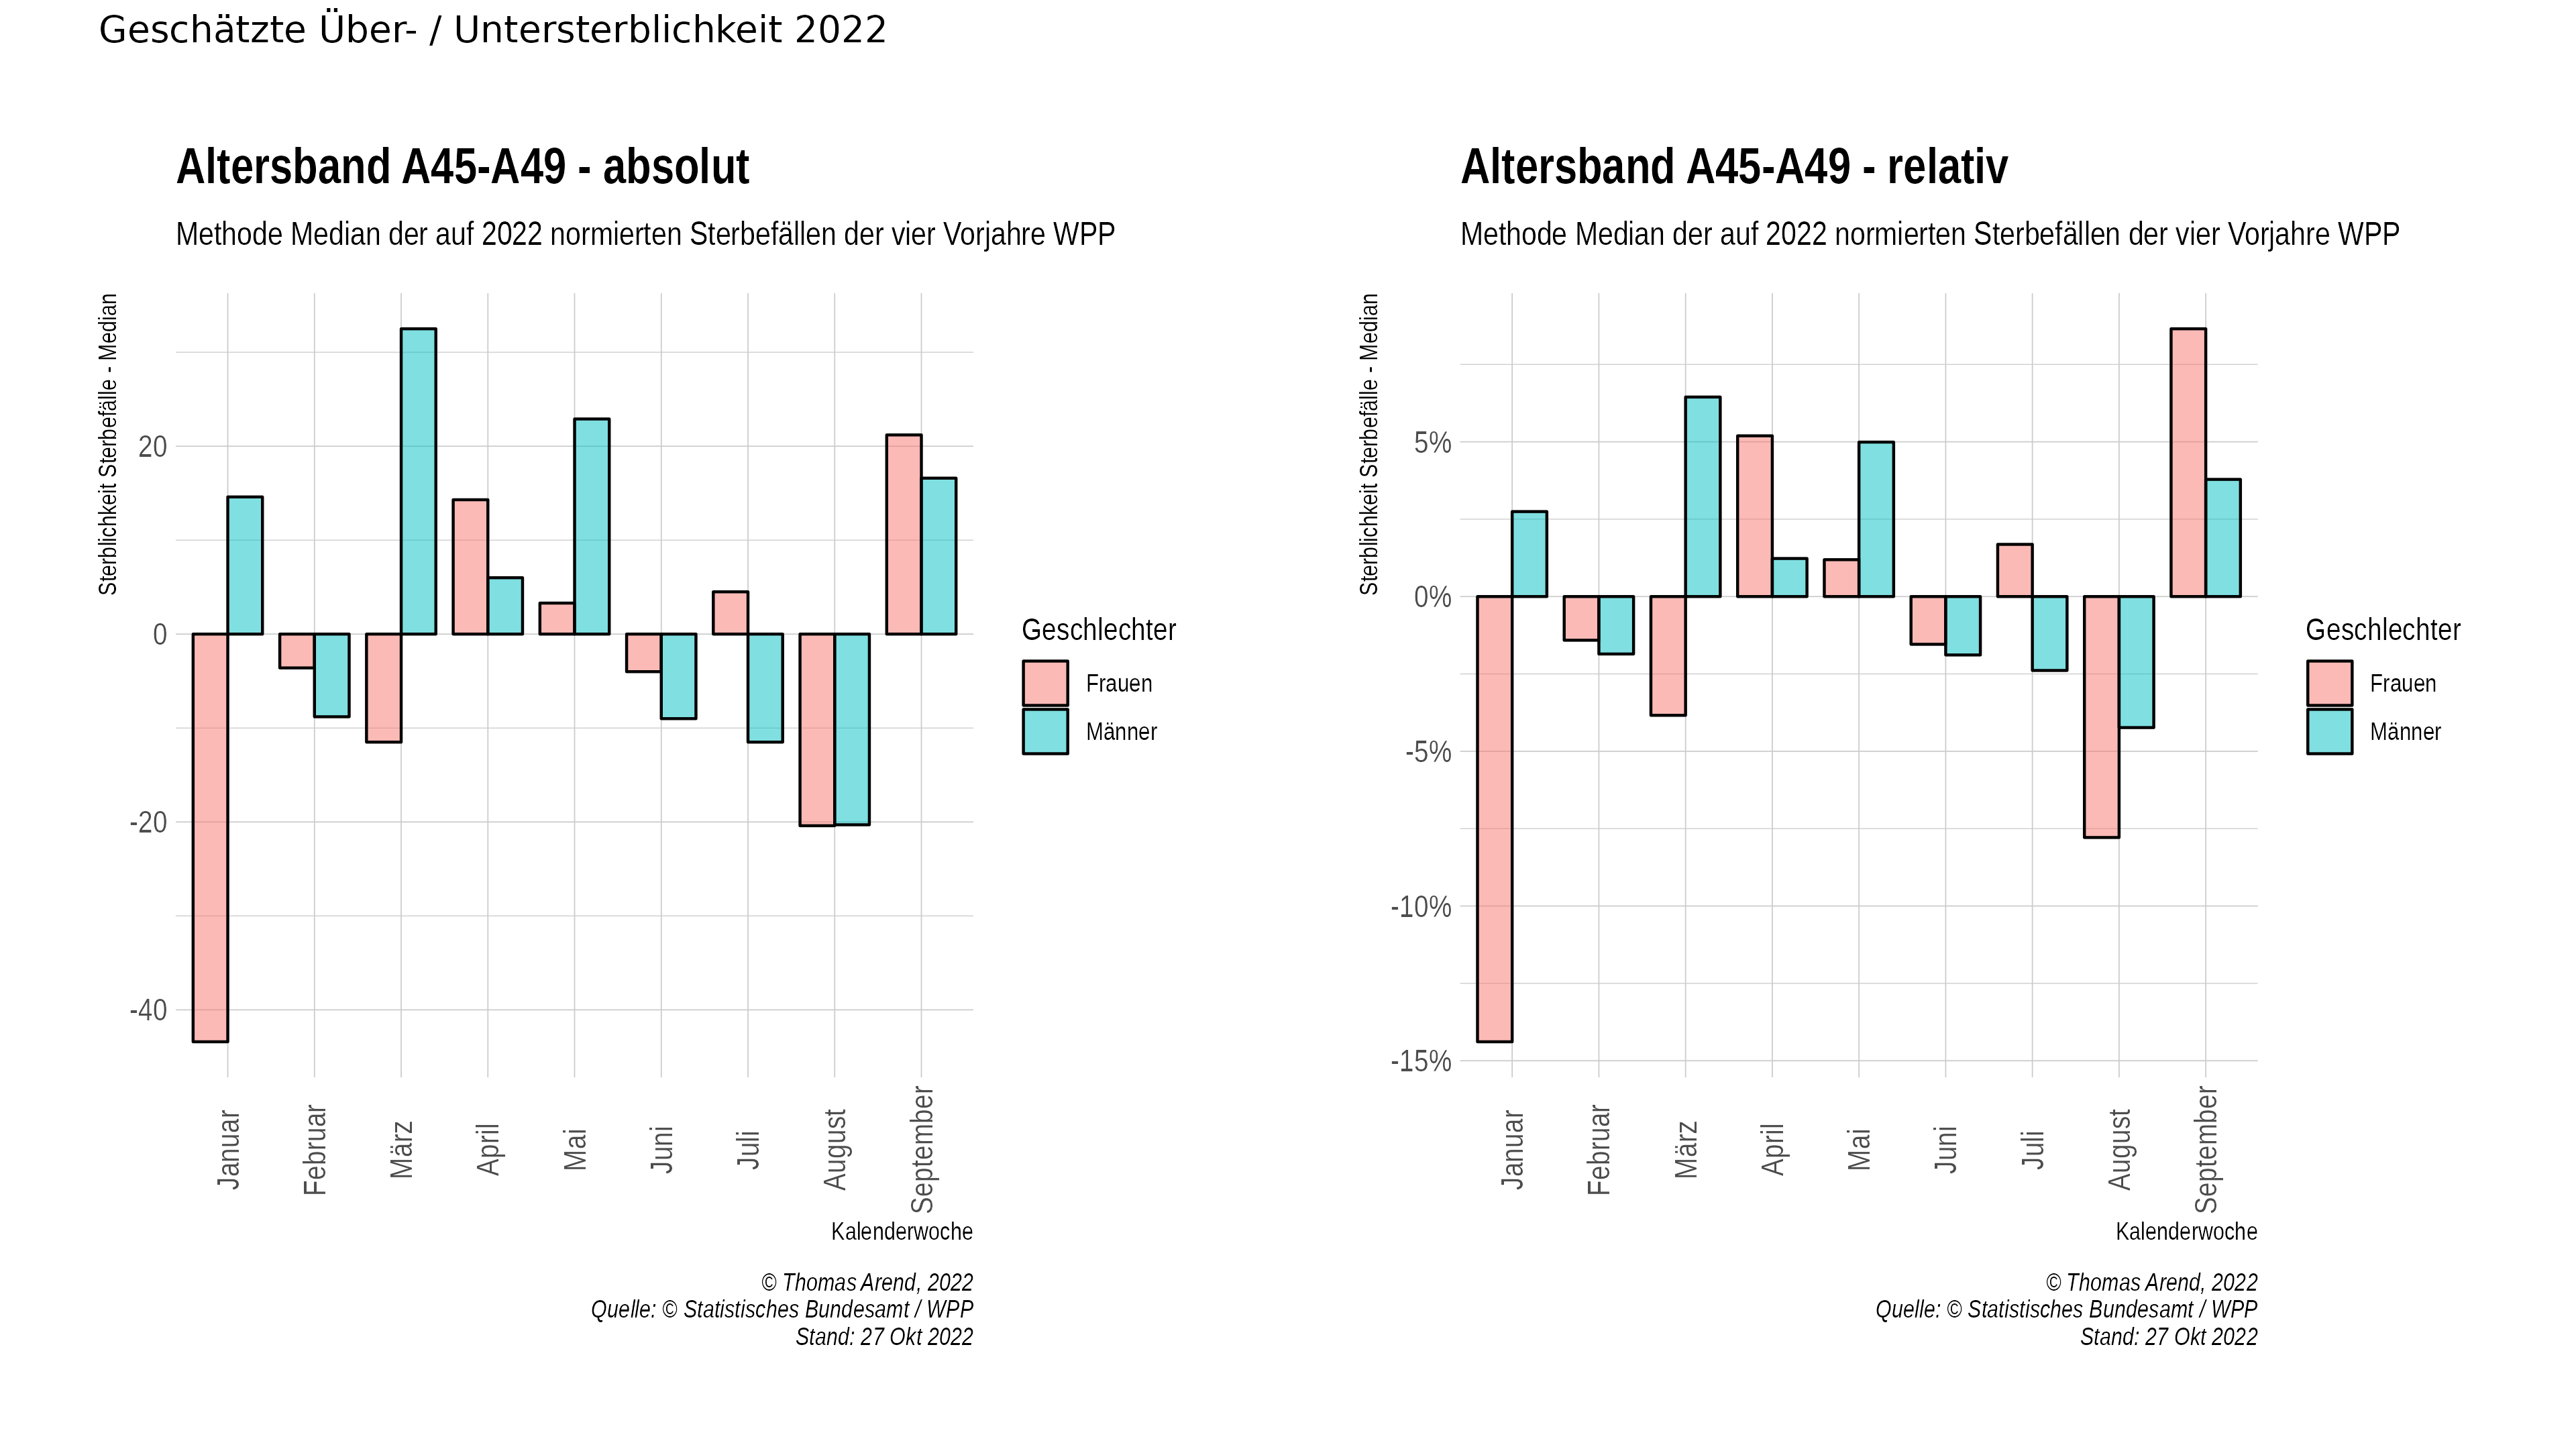 Geschätzte Über- / Untersterblichkeit 2022
Altersband A45-A49 - absolut
Methode Median der auf 2022 normierten Sterbefällen der vier Vorjahre WPP
Sterblichkeit Sterbefälle - Median
20
0
-20
-40
Januar
Februar
März
April
Mai
Juni
Juli
August
September
Kalenderwoche
Geschlechter
Frauen
Männer
© Thomas Arend, 2022
Quelle: © Statistisches Bundesamt / WPP
Stand: 27 Okt 2022
Altersband A45-A49 - relativ
Methode Median der auf 2022 normierten Sterbefällen der vier Vorjahre WPP
Sterblichkeit Sterbefälle - Median
5%
0%
-5%
-10%
-15%
Januar
Februar
März
April
Mai
Juni
Juli
August
September
Kalenderwoche
Geschlechter
Frauen
Männer
© Thomas Arend, 2022
Quelle: © Statistisches Bundesamt / WPP
Stand: 27 Okt 2022